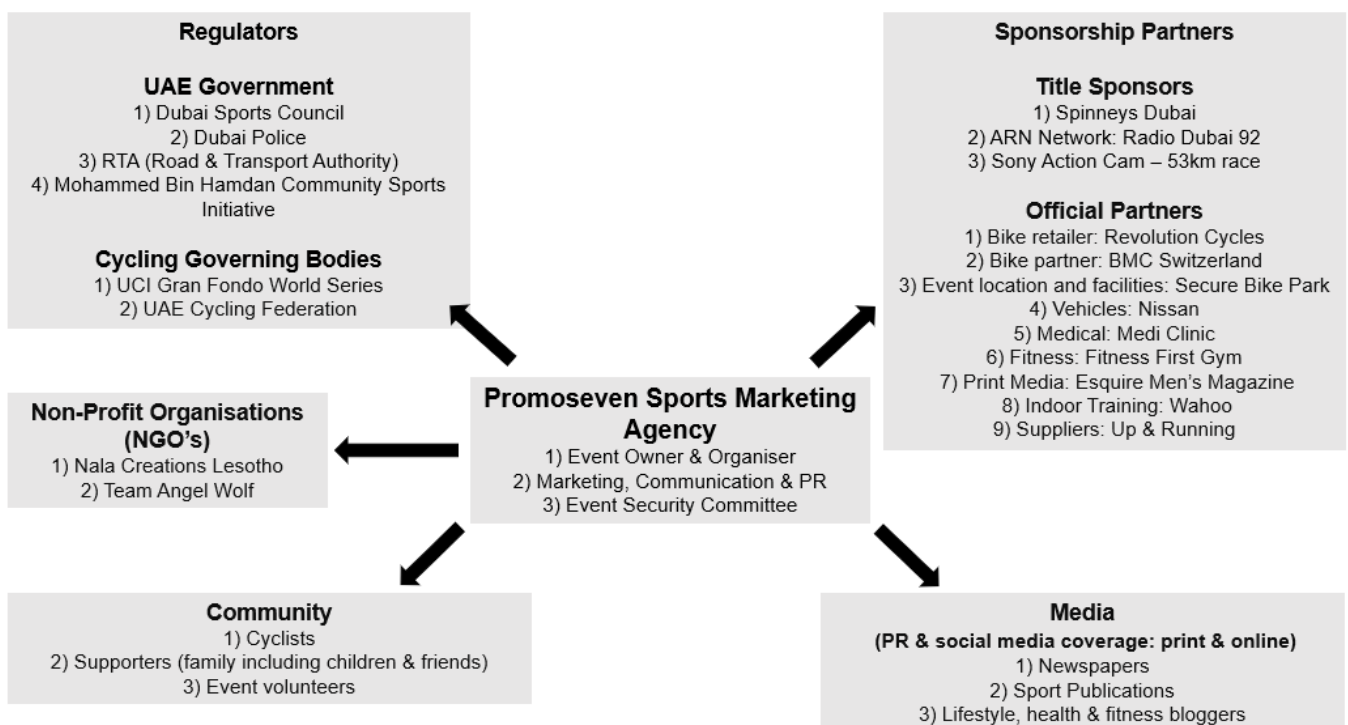 Regulators
UAE Government
1) Dubai Sports Council
2) Dubai Police
3) RTA (Road & Transport Authority)
4) Mohammed Bin Hamdan Community Sports
Initiative
Cycling Governing Bodies
1) UCI Gran Fondo World Series
2) UAE Cycling Federation
Sponsorship Partners
Title Sponsors
1) Spinneys Dubai
2) ARN Network: Radio Dubai 92
3) Sony Action Cam – 53km race
Official Partners
1) Bike retailer: Revolution Cycles
2) Bike partner: BMC Switzerland
3) Event location and facilities: Secure Bike Park
4) Vehicles: Nissan
5) Medical: Medi Clinic
6) Fitness: Fitness First Gym
7) Print Media: Esquire Men's Magazine
8) Indoor Training: Wahoo
9) Suppliers: Up & Running
Promoseven Sports Marketing
Agency
1) Event Owner & Organiser
2) Marketing, Communication & PR
3) Event Security Committee
Non-Profit Organisations
(NGO's)
1) Nala Creations Lesotho
2) Team Angel Wolf
Community
1) Cyclists
2) Supporters (family including children & friends)
3) Event volunteers
Media
(PR & social media coverage: print & online)
1) Newspapers
2) Sport Publications
3) Lifestyle, health & fitness bloggers